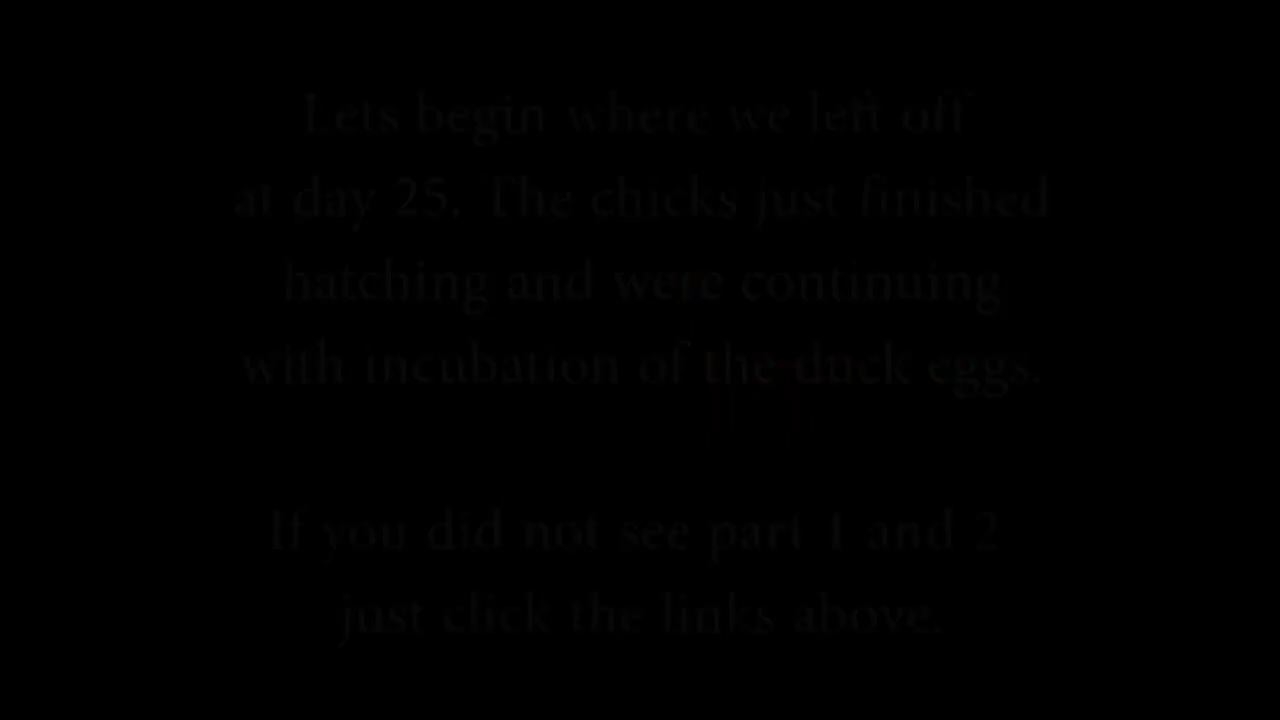 Lets begin where we left off
at day 25. The chicks just finished
hatching and were continuing
with incubation of the duck eggs.
If you did not see part 1 and 2
just click the links above.